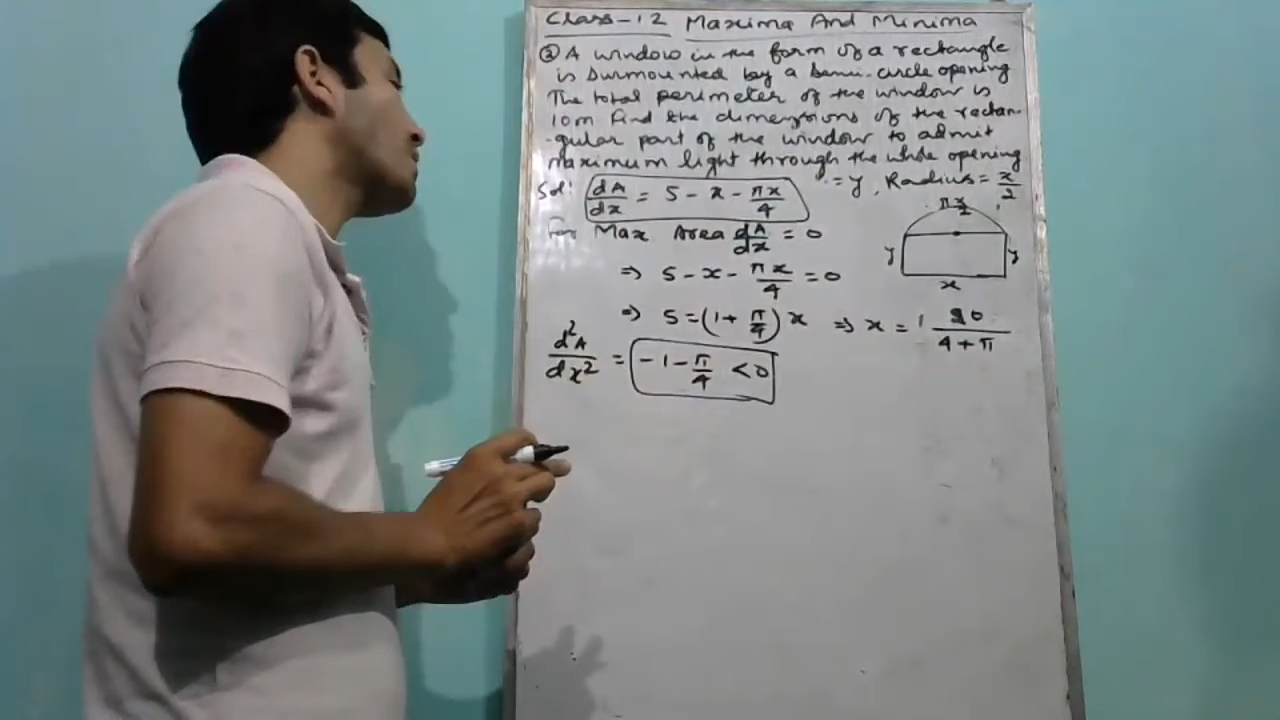 Class-12 Maxima And Minima
② A window in the form of a rectangle
is surmounted by a semi-circle opening
The total perimeter of the window is
10m Find the dimensions of the rectan-
-gular part of the window to admit
maximum light through the whole opening
Sol: dA/dx = 5 - x - πx/4 = y, Radius = x/2
For Max Area dA/dx = 0
πx/2
y y
x
⇒ 5 - x - πx/4 = 0
⇒ 5 = (1 + π/4) x ⇒ x = 20/(4+π)
d²A/dx² = -1 - π/4 < 0